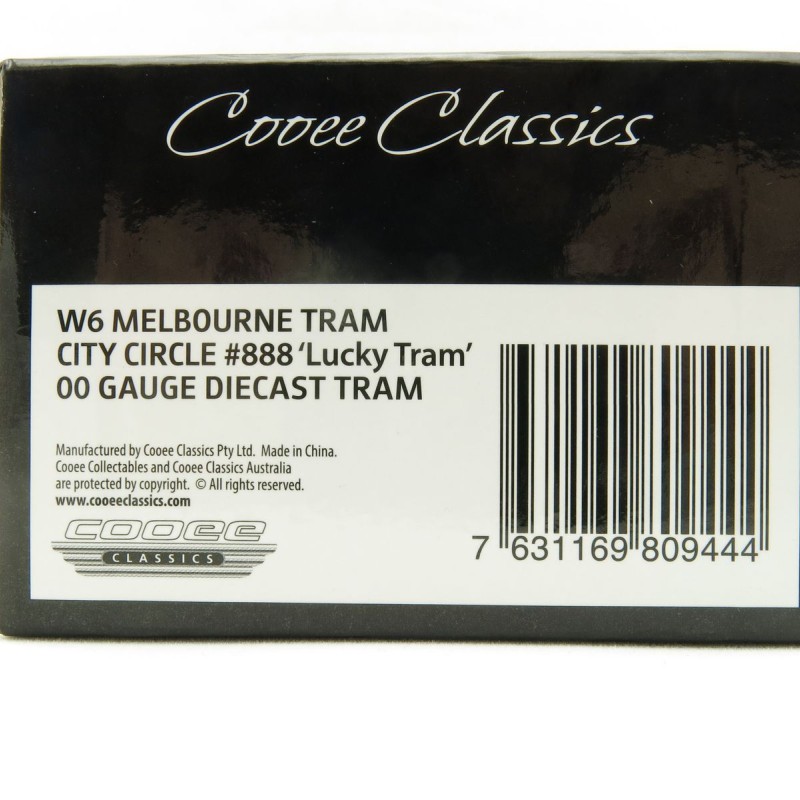 Cooee Classics
W6 MELBOURNE TRAM
CITY CIRCLE #888 ‘Lucky Tram’
00 GAUGE DIECAST TRAM
Manufactured by Cooee Classics Pty Ltd. Made in China.
Cooee Collectables and Cooee Classics Australia
are protected by copyright. © All rights reserved.
www.cooeeclassics.com
cooee
CLASSICS
7 631169 809444